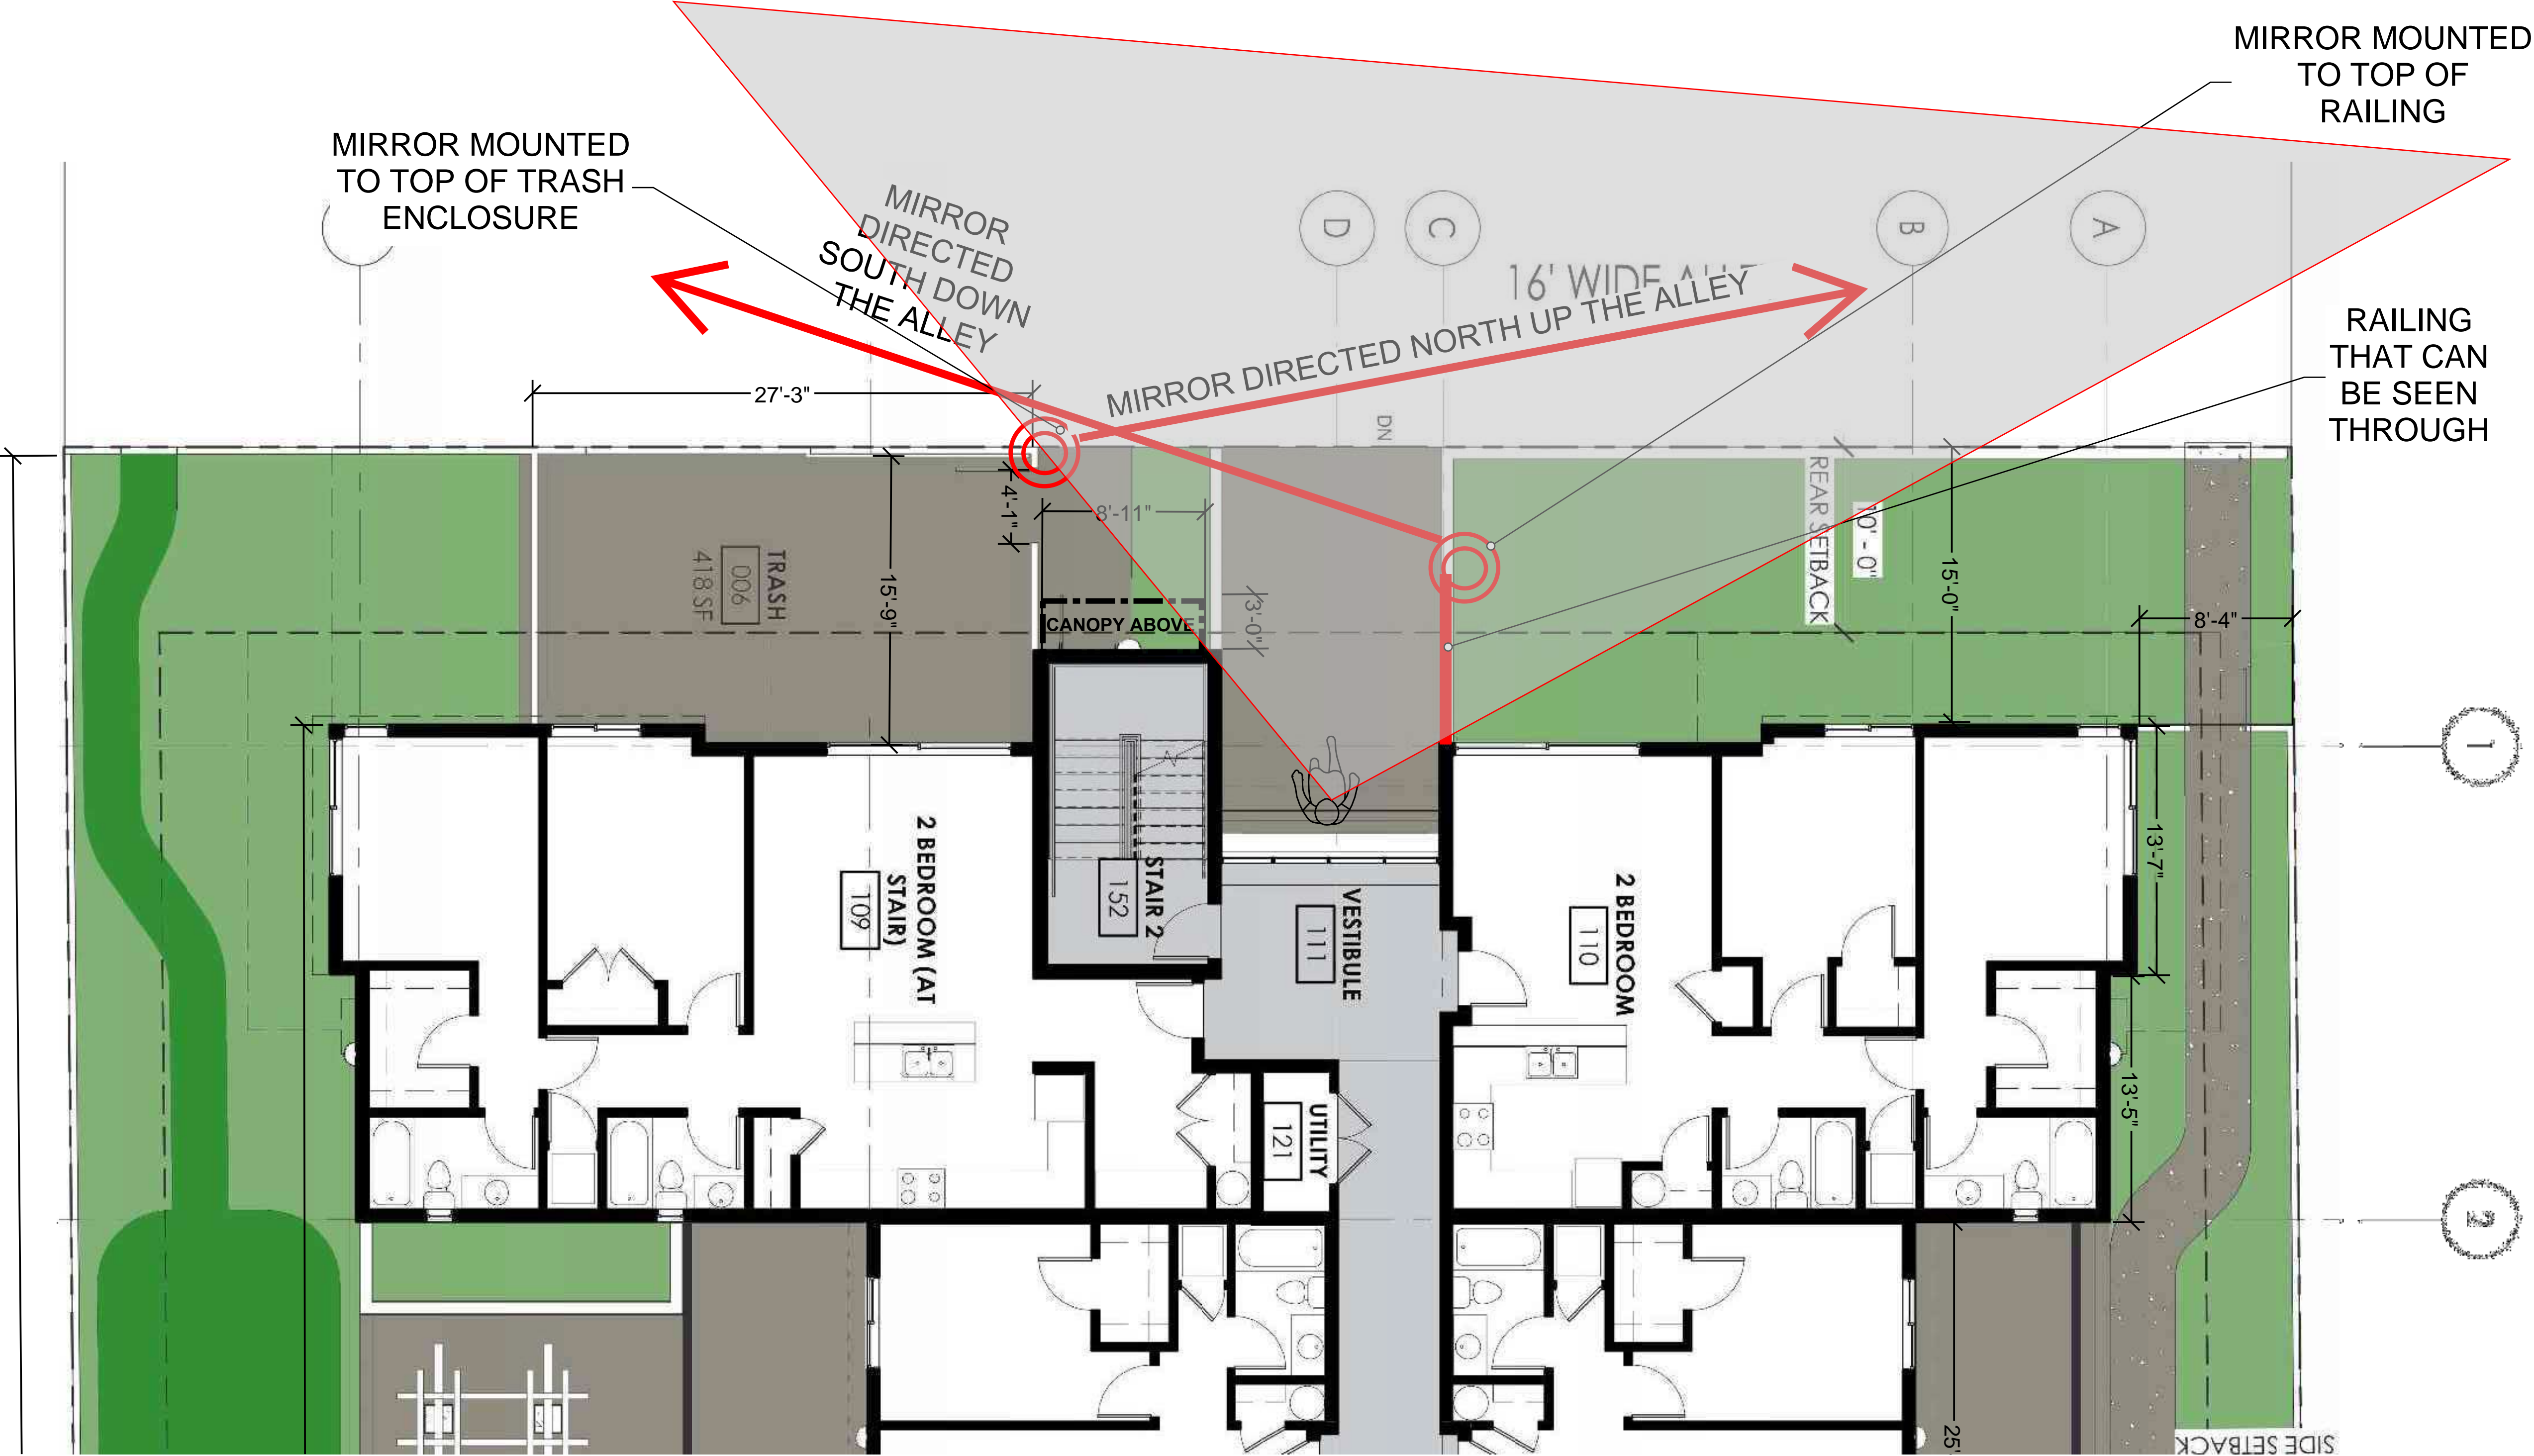 MIRROR MOUNTED
TO TOP OF
RAILING
MIRROR MOUNTED
TO TOP OF TRASH
ENCLOSURE
MIRROR
DIRECTED
SOUTH DOWN
THE ALLEY
D
C
B
A
16' WIDE
MIRROR DIRECTED NORTH UP THE ALLEY
RAILING
THAT CAN
BE SEEN
THROUGH
27'-3"
DN
4'-1"
8'-11"
REAR SETBACK
10' - 0"
15'-0"
15'-9"
TRASH
006
418 SF
3'-0"
CANOPY ABOVE
8'-4"
1
2 BEDROOM (AT
STAIR)
109
STAIR 2
152
VESTIBULE
111
2 BEDROOM
110
13'-7"
13'-5"
UTILITY
121
2
25'
SIDE SETBACK